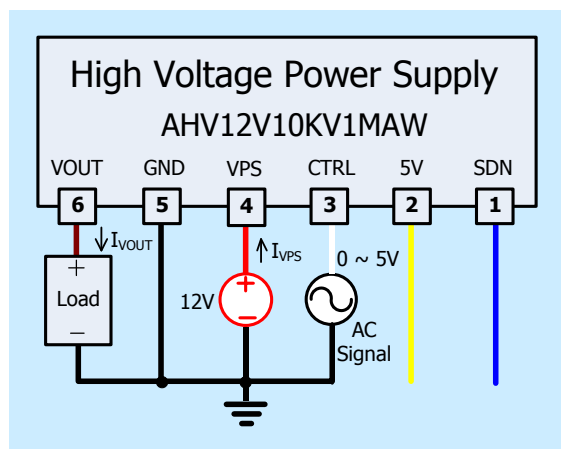 High Voltage Power Supply
AHV12V10KV1MAW
VOUT GND VPS CTRL 5V SDN
6 5 4 3 2 1
IVOUT
IVPS
0 ~ 5V
+
Load
−
12V
+
−
AC
Signal